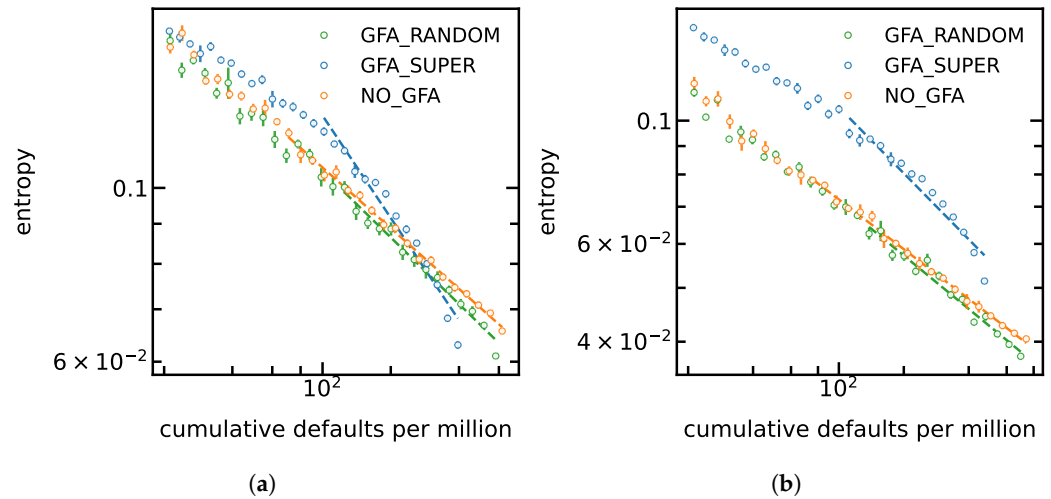 GFA_RANDOM
GFA_SUPER
NO_GFA
entropy
0.1
6 × 10⁻²
10²
cumulative defaults per million
(a)
GFA_RANDOM
GFA_SUPER
NO_GFA
entropy
0.1
6 × 10⁻²
4 × 10⁻²
10²
cumulative defaults per million
(b)